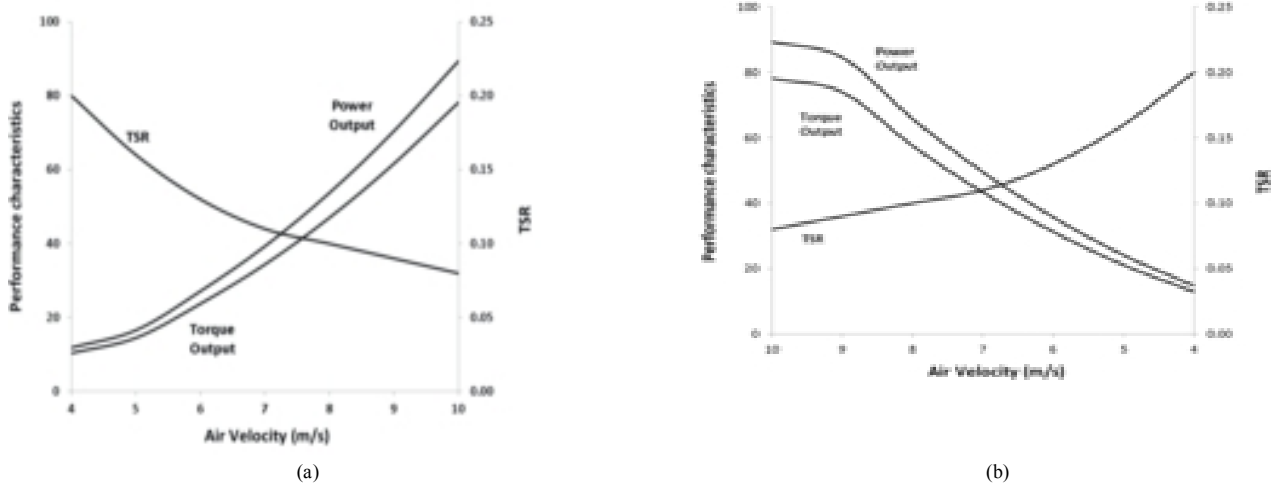 100
80
60
40
20
0
Performance characteristics
TSR
Power
Output
Torque
Output
0.25
0.20
0.15
0.10
0.05
0.00
TSR
4 5 6 7 8 9 10
Air Velocity (m/s)
(a)
100
80
60
40
20
0
Performance characteristics
Power
Output
Torque
Output
TSR
0.25
0.20
0.15
0.10
0.05
0.00
TSR
10 9 8 7 6 5 4
Air Velocity (m/s)
(b)